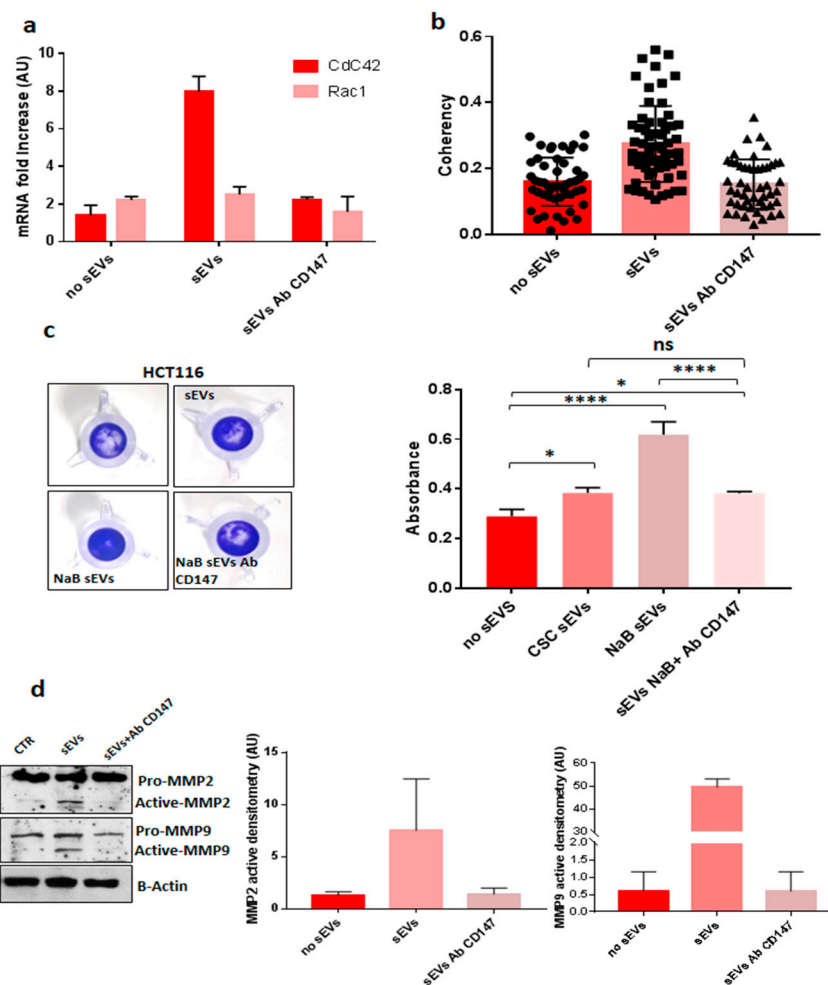 a
mRNA fold increase (AU)
10
8
6
4
2
0
CdC42
Rac1
no sEVs
sEVs
sEVs Ab CD147
b
Coherency
0.6
0.4
0.2
0.0
no sEVs
sEVs
sEVs Ab CD147
c
HCT116
sEVs
NaB sEVs
NaB sEVs Ab
CD147
Absorbance
0.8
0.6
0.4
0.2
0.0
ns
****
*
****
*
no sEVS
CSC sEVs
NaB sEVs
sEVs NaB+ Ab CD147
d
CTR
sEVs
sEVs+Ab CD147
Pro-MMP2
Active-MMP2
Pro-MMP9
Active-MMP9
B-Actin
MMP2 active densitometry (AU)
15
10
5
0
no sEVs
sEVs
sEVs Ab CD147
MMP9 active densitometry (AU)
60
50
40
30
2.0
1.5
1.0
0.5
0.0
no sEVs
sEVs
sEVs Ab CD147